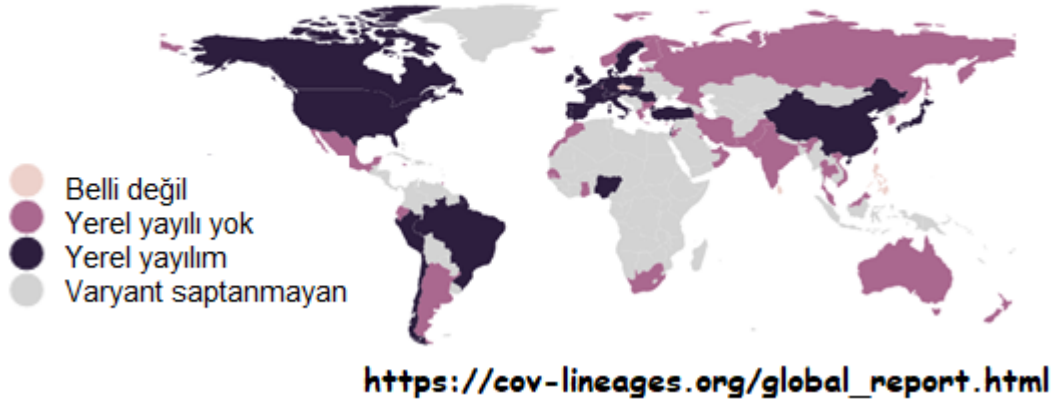 Belli değil
Yerel yayılı yok
Yerel yayılım
Varyant saptanmayan
https://cov-lineages.org/global_report.html